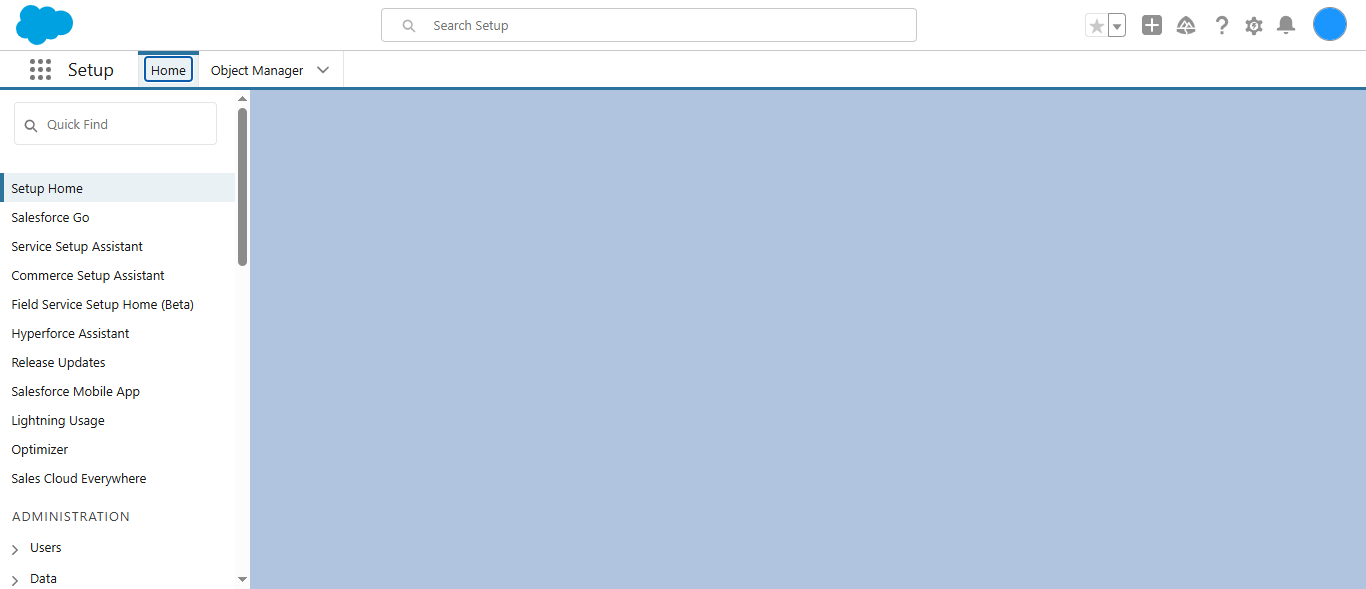 Search Setup
Setup
Home
Object Manager
Quick Find
Setup Home
Salesforce Go
Service Setup Assistant
Commerce Setup Assistant
Field Service Setup Home (Beta)
Hyperforce Assistant
Release Updates
Salesforce Mobile App
Lightning Usage
Optimizer
Sales Cloud Everywhere
ADMINISTRATION
Users
Data